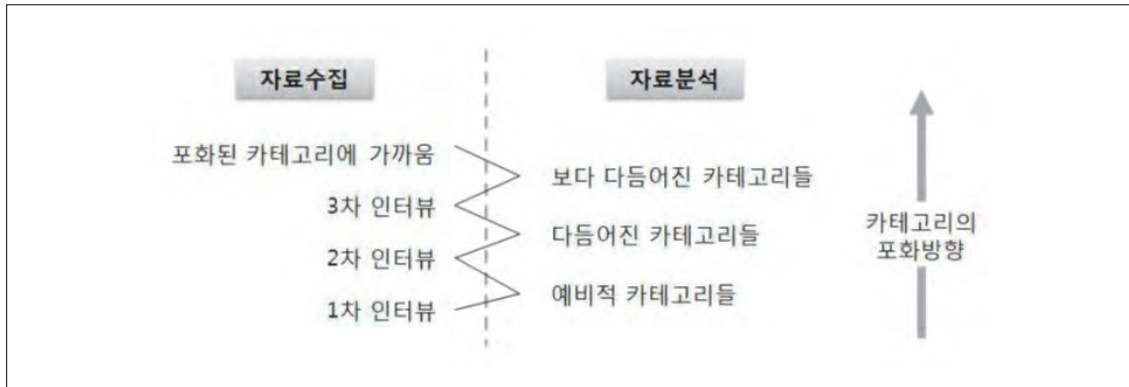 자료수집
자료분석
포화된 카테고리에 가까움
보다 다듬어진 카테고리들
3차 인터뷰
다듬어진 카테고리들
2차 인터뷰
예비적 카테고리들
1차 인터뷰
카테고리의
포화방향